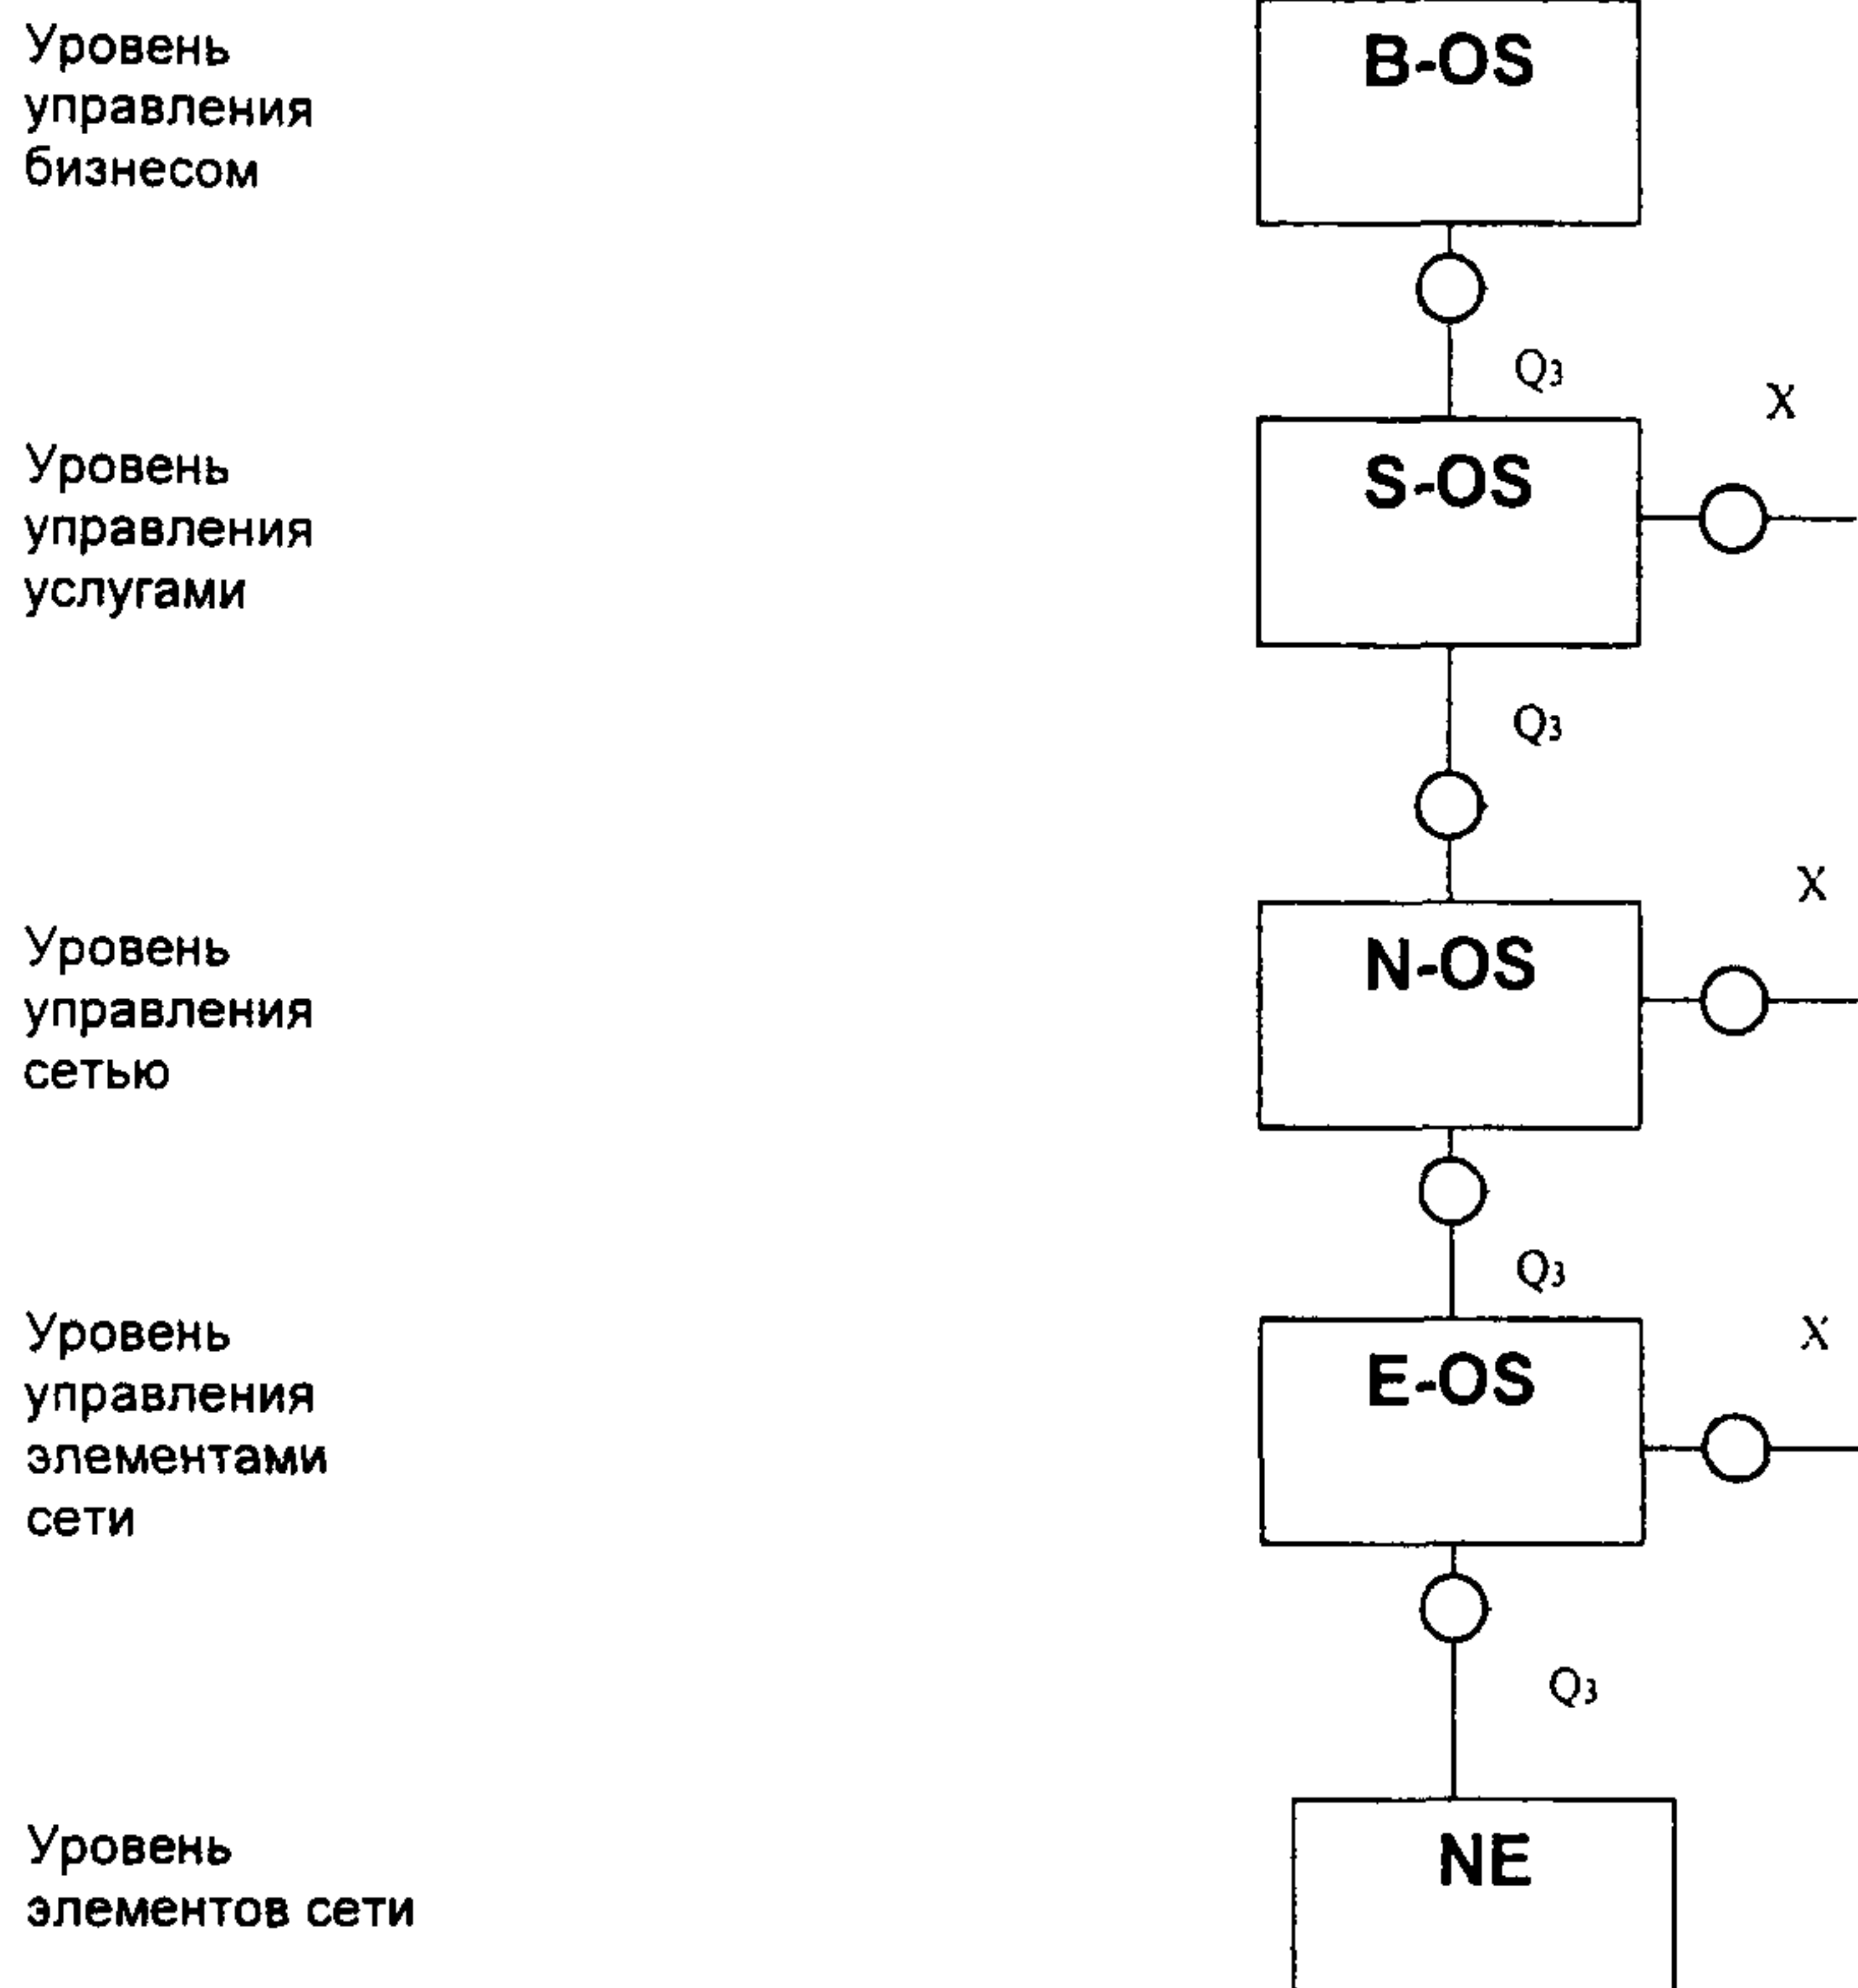 Уровень
управления
бизнесом
B-OS
Q3
X
Уровень
управления
услугами
S-OS
Q3
X
Уровень
управления
сетью
N-OS
Q3
X
Уровень
управления
элементами
сети
E-OS
Q3
Уровень
элементов сети
NE